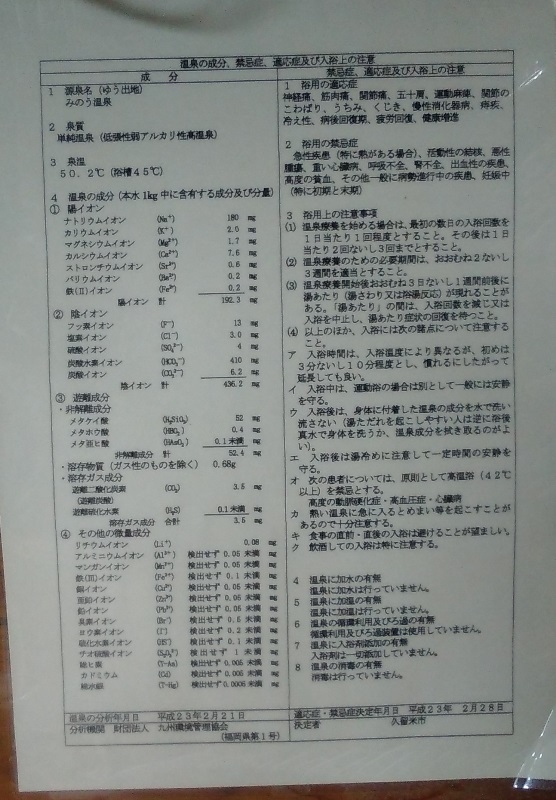 温泉の成分、禁忌症、適応症及び入浴上の注意
成　分
1　源泉名（ゆう出地）
みのう温泉
2　泉質
単純温泉（低張性弱アルカリ性高温泉）
3　泉温
50．2℃（浴槽45℃）
4　温泉の成分（本水1kg中に含有する成分及び分量）
① 陽イオン
ナトリウムイオン (Na⁺) 180 mg
カリウムイオン (K⁺) 2.0 mg
マグネシウムイオン (Mg²⁺) 1.7 mg
カルシウムイオン (Ca²⁺) 7.6 mg
ストロンチウムイオン (Sr²⁺) 0.6 mg
バリウムイオン (Ba²⁺) 0.2 mg
鉄(II)イオン (Fe²⁺) 0.2 mg
陽イオン　計 192.3 mg
② 陰イオン
フッ素イオン (F⁻) 13 mg
塩素イオン (Cl⁻) 3.0 mg
硫酸イオン (SO₄²⁻) 4 mg
炭酸水素イオン (HCO₃⁻) 410 mg
炭酸イオン (CO₃²⁻) 6.2 mg
陰イオン　計 436.2 mg
③ 遊離成分
・非解離成分
メタケイ酸 (H₂SiO₃) 52 mg
メタホウ酸 (HBO₂) 0.4 mg
メタ亜ヒ酸 (HAsO₂) 0.1未満 mg
非解離成分　計 52.4 mg
・溶存物質（ガス性のものを除く）　0.68g
・溶存ガス成分
遊離二酸化炭素 (CO₂) 3.5 mg
（遊離炭酸）
遊離硫化水素 (H₂S) 0.1未満 mg
溶存ガス成分　合計 3.5 mg
④ その他の微量成分
リチウムイオン (Li⁺) 0.08 mg
アルミニウムイオン (Al³⁺) 検出せず 0.05 未満 mg
マンガンイオン (Mn²⁺) 検出せず 0.05 未満 mg
鉄(III)イオン (Fe³⁺) 検出せず 0.1 未満 mg
銅イオン (Cu²⁺) 検出せず 0.05 未満 mg
亜鉛イオン (Zn²⁺) 検出せず 0.05 未満 mg
鉛イオン 検出せず 0.05 未満 mg
臭素イオン (Br⁻) 検出せず 0.5 未満 mg
ヨウ素イオン (I⁻) 検出せず 0.2 未満 mg
硫化水素イオン (HS⁻) 検出せず 0.1 未満 mg
チオ硫酸イオン (S₂O₃²⁻) 検出せず 1 未満 mg
総ヒ素 (T-As) 検出せず 0.005 未満 mg
カドミウム (Cd) 検出せず 0.005 未満 mg
総水銀 (T-Hg) 検出せず 0.0005 未満 mg
温泉の分析年月日　平成23年2月21日
分析機関　財団法人　九州環境管理協会
（福岡県第1号）
禁忌症、適応症及び入浴上の注意
1　浴用の適応症
神経痛、筋肉痛、関節痛、五十肩、運動麻痺、関節の
こわばり、うちみ、くじき、慢性消化器病、痔疾、
冷え性、病後回復期、疲労回復、健康増進
2　浴用の禁忌症
急性疾患（特に熱がある場合）、活動性の結核、悪性
腫瘍、重い心臓病、呼吸不全、腎不全、出血性の疾患、
高度の貧血、その他一般に病勢進行中の疾患、妊娠中
（特に初期と末期）
3　浴用上の注意事項
(1) 温泉療養を始める場合は、最初の数日の入浴回数を
1日当たり1回程度とすること。その後は1日
当たり2回ないし3回までとすること。
(2) 温泉療養のための必要期間は、おおむね2ないし
3週間を適当とすること。
(3) 温泉療養開始後おおむね3日ないし1週間前後に
湯あたり（湯さわり又は浴湯反応）が現れることが
ある。「湯あたり」の間は、入浴回数を減じ又は
入浴を中止し、湯あたり症状の回復を待つこと。
(4) 以上のほか、入浴には次の諸点について注意する
こと。
ア　入浴時間は、入浴温度により異なるが、初めは
3分ないし10分程度とし、慣れるにしたがって
延長しても良い。
イ　入浴中は、運動浴の場合は別として一般には安静
を守る。
ウ　入浴後は、身体に付着した温泉の成分を水で洗い
流さない（湯ただれを起こしやすい人は逆に浴後
真水で身体を洗うか、温泉成分を拭き取るのがよ
い）。
エ　入浴後は湯冷めに注意して一定時間の安静を
守る。
オ　次の患者については、原則として高温浴（42℃
以上）を禁忌とする。
高度の動脈硬化症・高血圧症・心臓病
カ　熱い温泉に急に入るとめまい等を起こすことが
あるので十分注意する。
キ　食事の直前・直後の入浴は避けることが望ましい。
ク　飲酒しての入浴は特に注意する。
4　温泉に加水の有無
温泉に加水は行っていません。
5　温泉に加温の有無
温泉に加温は行っていません。
6　温泉の循環利用及びろ過の有無
循環利用及びろ過装置は使用していません。
7　温泉に入浴剤添加の有無
入浴剤は一切添加していません。
8　温泉の消毒の有無
消毒は行っていません。
適応症・禁忌症決定年月日　平成23年　2月28日
決定者　久留米市